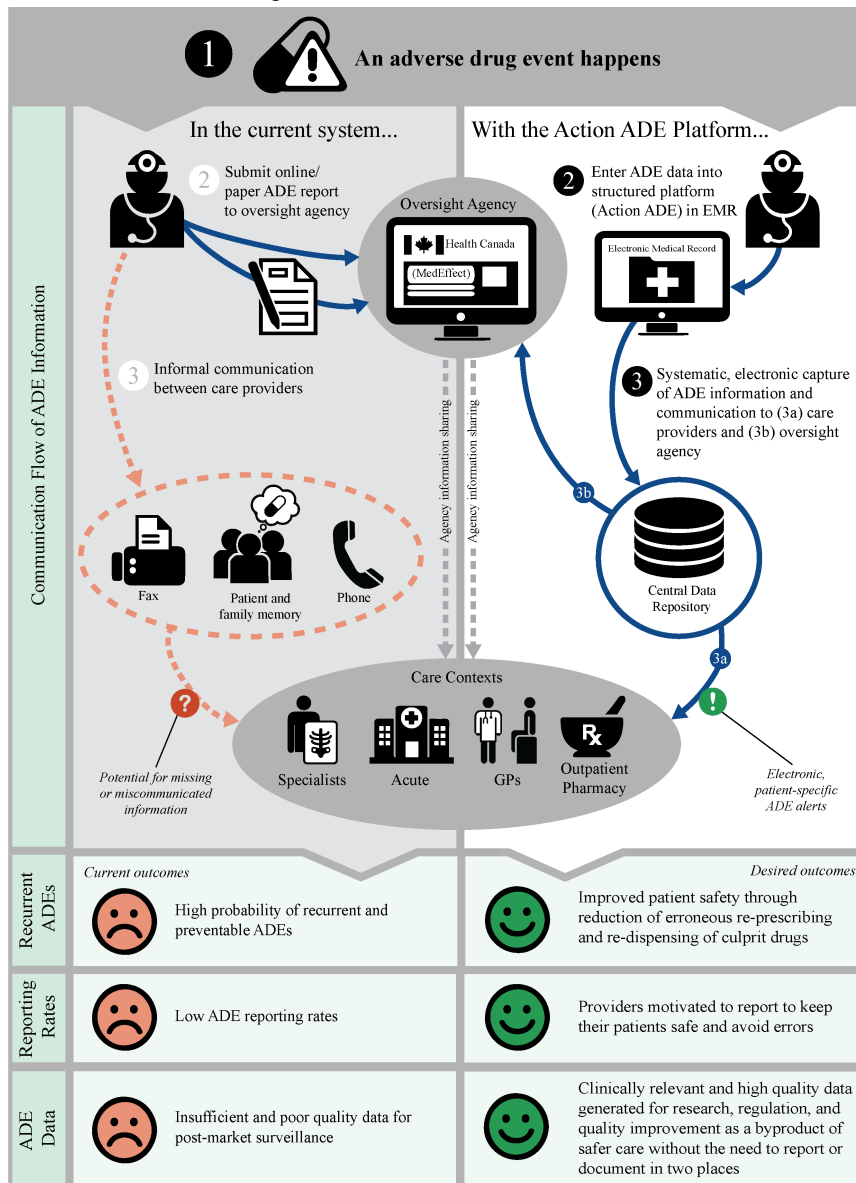 1
An adverse drug event happens
In the current system...
With the Action ADE Platform...
Communication Flow of ADE Information
2
Submit online/
paper ADE report
to oversight agency
Oversight Agency
Health Canada
(MedEffect)
2
Enter ADE data into
structured platform
(Action ADE) in EMR
Electronic Medical Record
3
Informal communication
between care providers
3
Systematic, electronic capture
of ADE information and
communication to (3a) care
providers and (3b) oversight
agency
Agency information sharing
Agency information sharing
3b
Fax
Patient and
family memory
Phone
Central Data
Repository
3a
?
!
Care Contexts
Specialists
Acute
GPs
Rx
Outpatient
Pharmacy
Potential for missing
or miscommunicated
information
Electronic,
patient-specific
ADE alerts
Current outcomes
Desired outcomes
Recurrent
ADEs
High probability of recurrent and
preventable ADEs
Improved patient safety through
reduction of erroneous re-prescribing
and re-dispensing of culprit drugs
Reporting
Rates
Low ADE reporting rates
Providers motivated to report to keep
their patients safe and avoid errors
ADE
Data
Insufficient and poor quality data for
post-market surveillance
Clinically relevant and high quality data
generated for research, regulation, and
quality improvement as a byproduct of
safer care without the need to report or
document in two places